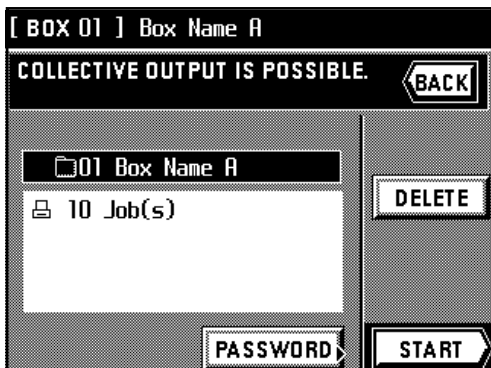 [ BOX 01 ] Box Name A
COLLECTIVE OUTPUT IS POSSIBLE.
BACK
01 Box Name A
10 Job(s)
DELETE
PASSWORD
START